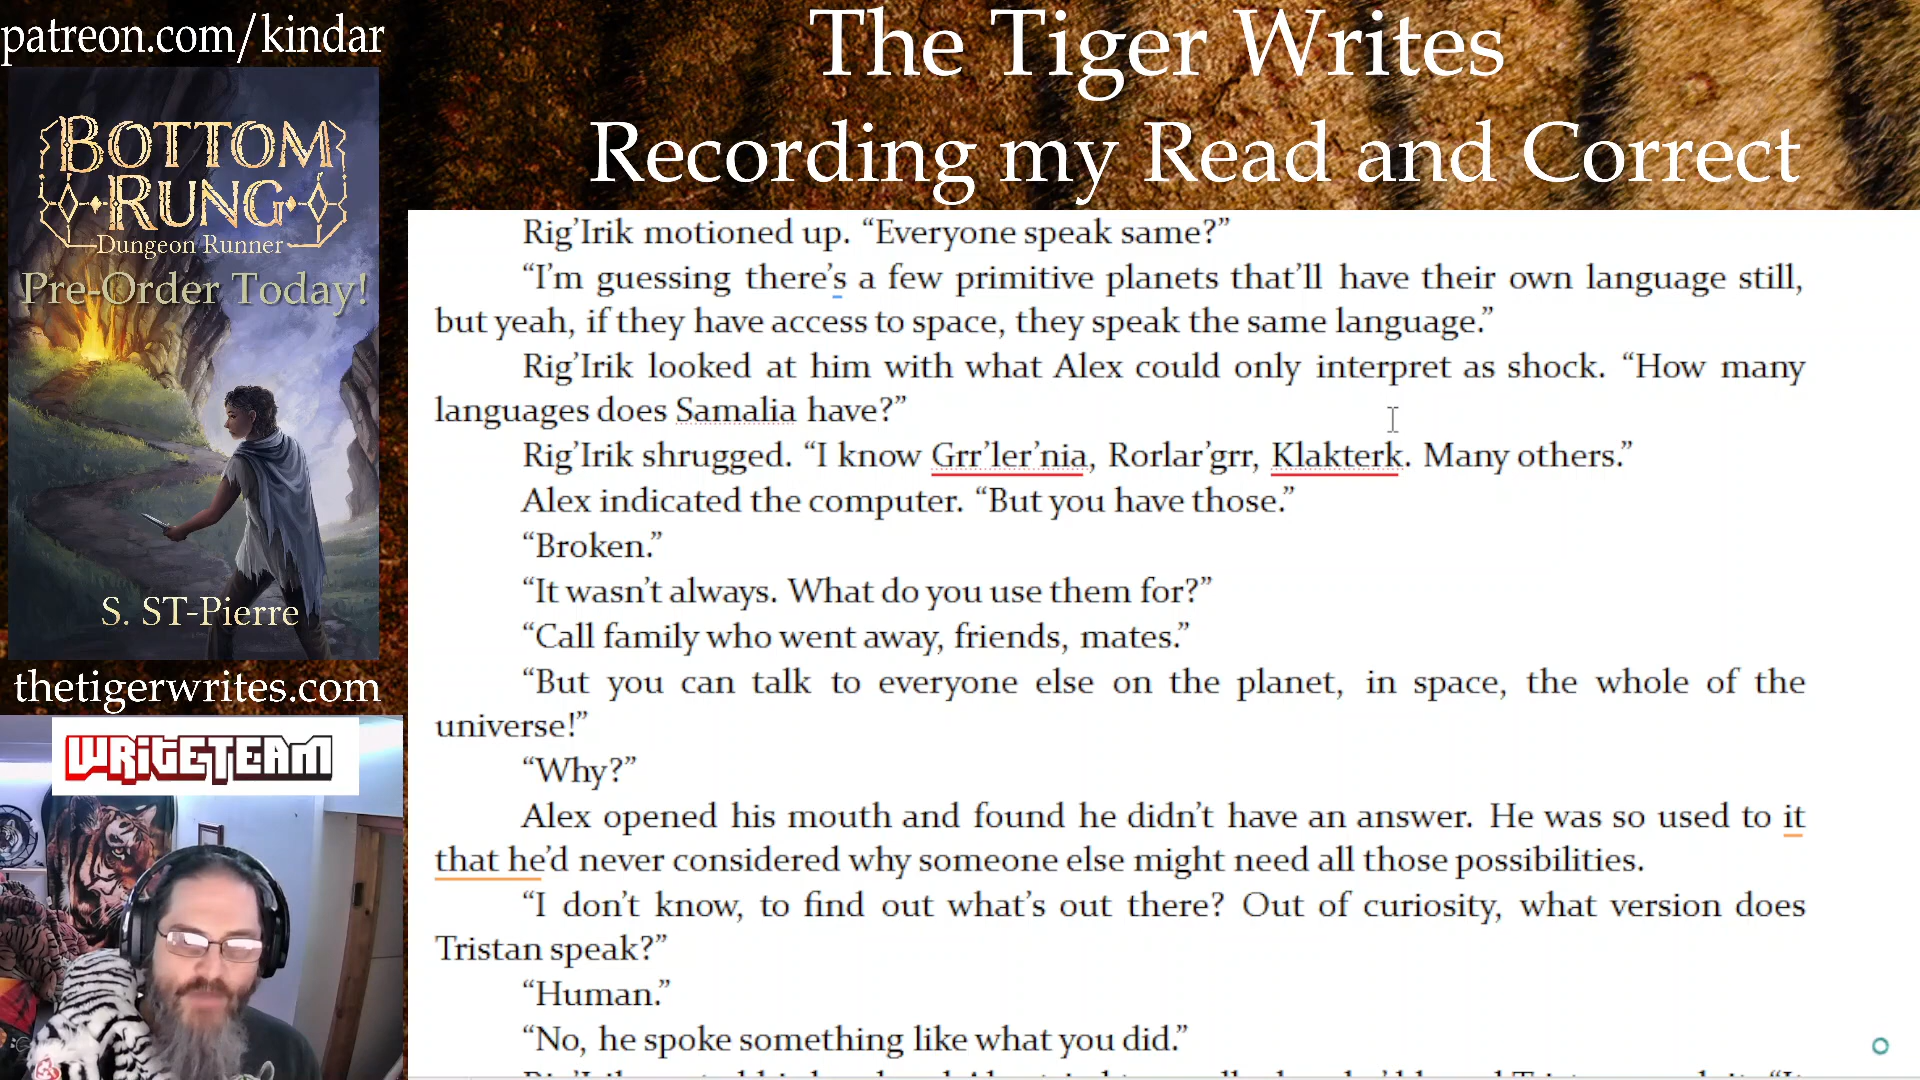 patreon.com/kindar
The Tiger Writes
Recording my Read and Correct
BOTTOM
RUNG
Dungeon Runner
Pre-Order Today!
S. ST-Pierre
thetigerwrites.com
WRITETEAM
Rig’Irik motioned up. “Everyone speak same?”
“I’m guessing there’s a few primitive planets that’ll have their own language still,
but yeah, if they have access to space, they speak the same language.”
Rig’Irik looked at him with what Alex could only interpret as shock. “How many
languages does Samalia have?”
Rig’Irik shrugged. “I know Grr’ler’nia, Rorlar’grr, Klakterk. Many others.”
Alex indicated the computer. “But you have those.”
“Broken.”
“It wasn’t always. What do you use them for?”
“Call family who went away, friends, mates.”
“But you can talk to everyone else on the planet, in space, the whole of the
universe!”
“Why?”
Alex opened his mouth and found he didn’t have an answer. He was so used to it
that he’d never considered why someone else might need all those possibilities.
“I don’t know, to find out what’s out there? Out of curiosity, what version does
Tristan speak?”
“Human.”
“No, he spoke something like what you did.”